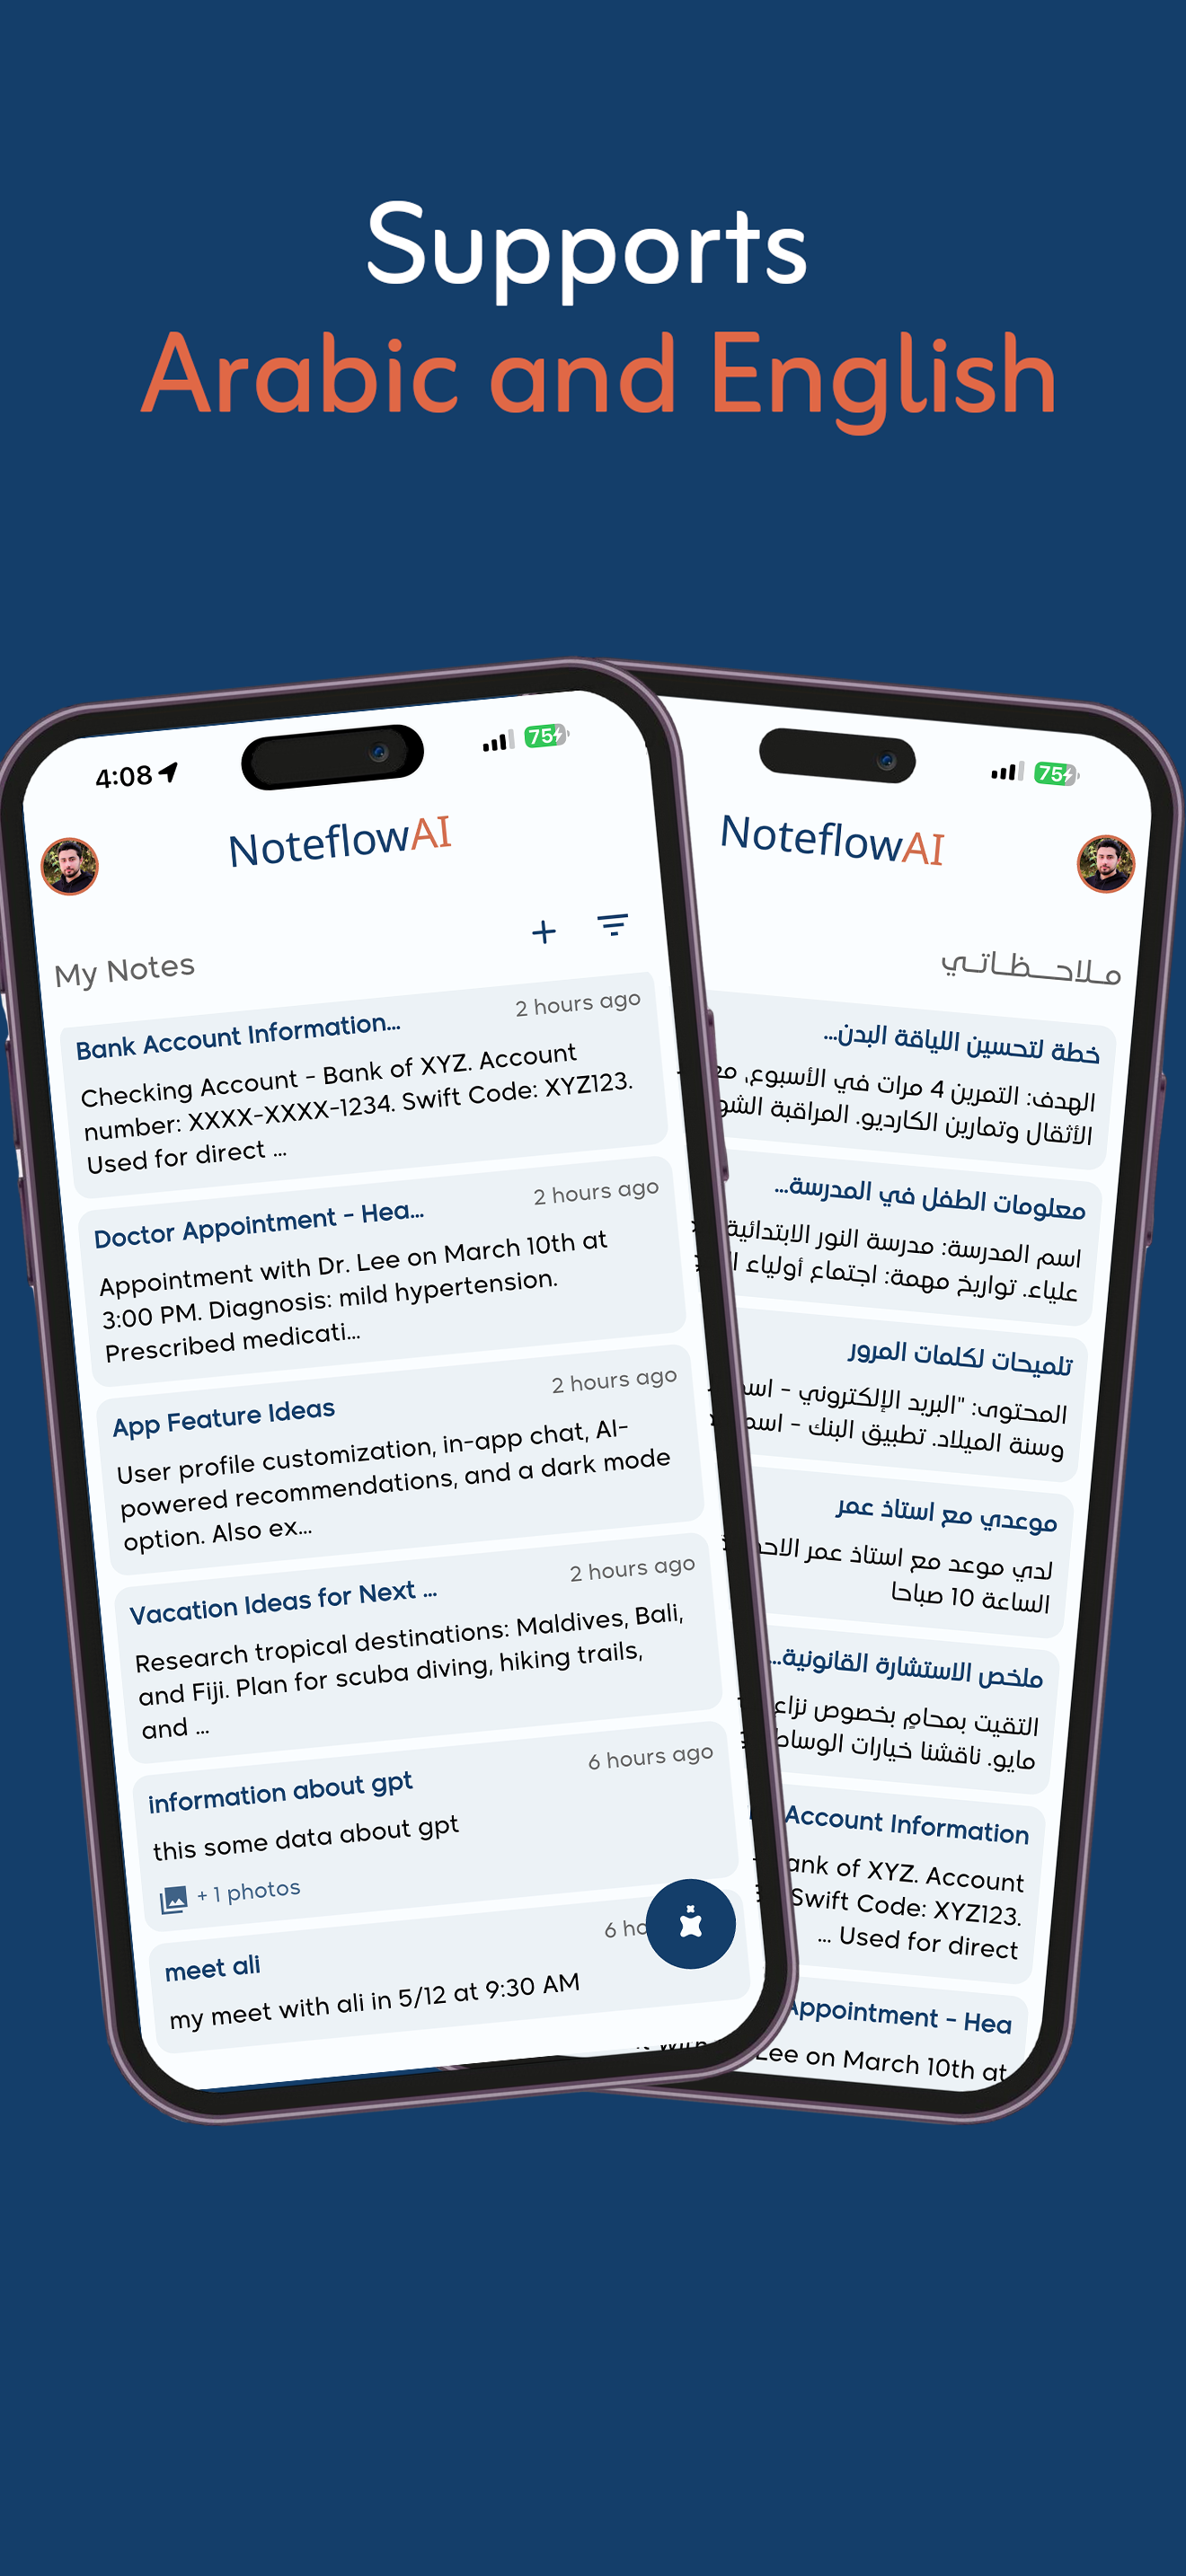 Supports
Arabic and English
4:08
75
NoteflowAI
My Notes
Bank Account Information...
2 hours ago
Checking Account - Bank of XYZ. Account
number: XXXX-XXXX-1234. Swift Code: XYZ123.
Used for direct ...
Doctor Appointment - Hea...
2 hours ago
Appointment with Dr. Lee on March 10th at
3:00 PM. Diagnosis: mild hypertension.
Prescribed medicati...
App Feature Ideas
2 hours ago
User profile customization, in-app chat, AI-
powered recommendations, and a dark mode
option. Also ex...
Vacation Ideas for Next ...
2 hours ago
Research tropical destinations: Maldives, Bali,
and Fiji. Plan for scuba diving, hiking trails,
and ...
information about gpt
6 hours ago
this some data about gpt
+ 1 photos
meet ali
6
my meet with ali in 5/12 at 9:30 AM
75
NoteflowAI
مـلاحـــظـاتـي
خطة لتحسين اللياقة البدن...
الهدف: التمرين 4 مرات في الأسبوع,
الأثقال وتمارين الكارديو. المراقبة
معلومات الطفل في المدرسة...
اسم المدرسة: مدرسة النور الابتدائية
علياء. تواريخ مهمة: اجتماع أولياء
تلميحات لكلمات المرور
المحتوى: "البريد الإلكتروني -
وسنة الميلاد. تطبيق البنك -
موعدي مع استاذ عمر
لدي موعد مع استاذ عمر الاحد
الساعة 10 صباحا
ملخص الاستشارة القانونية...
التقيت بمحامٍ بخصوص نزاع
مايو. ناقشنا خيارات
Account Information
of XYZ. Account
Swift Code: XYZ123.
... Used for direct
Appointment - Hea
Lee on March 10th at